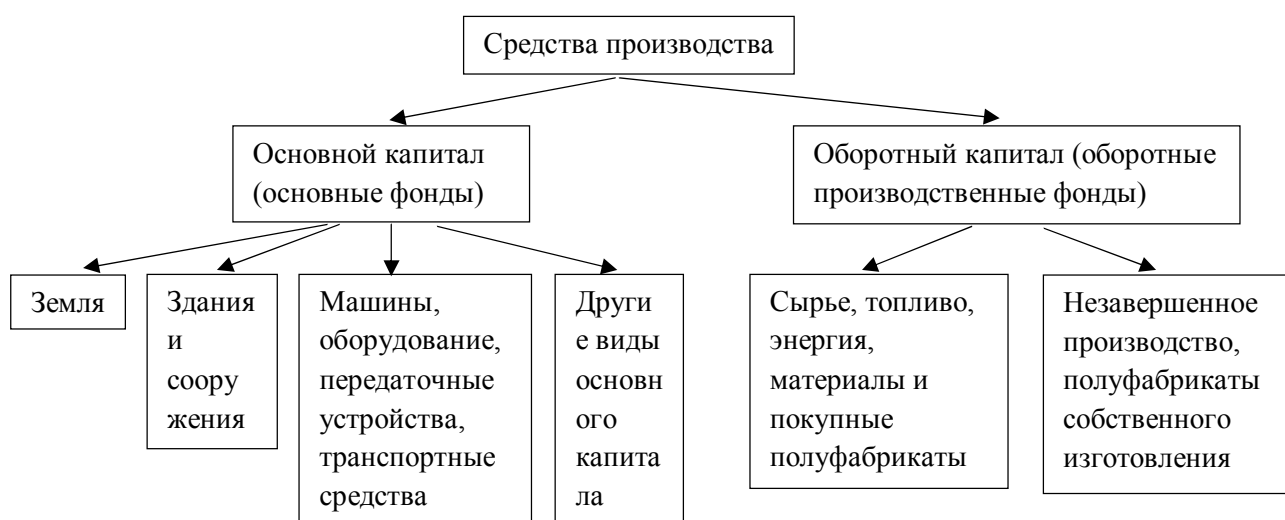 Средства производства
Основной капитал
(основные фонды)
Оборотный капитал (оборотные
производственные фонды)
Земля
Здания
и
соору
жения
Машины,
оборудование,
передаточные
устройства,
транспортные
средства
Други
е виды
основн
ого
капита
ла
Сырье, топливо,
энергия,
материалы и
покупные
полуфабрикаты
Незавершенное
производство,
полуфабрикаты
собственного
изготовления